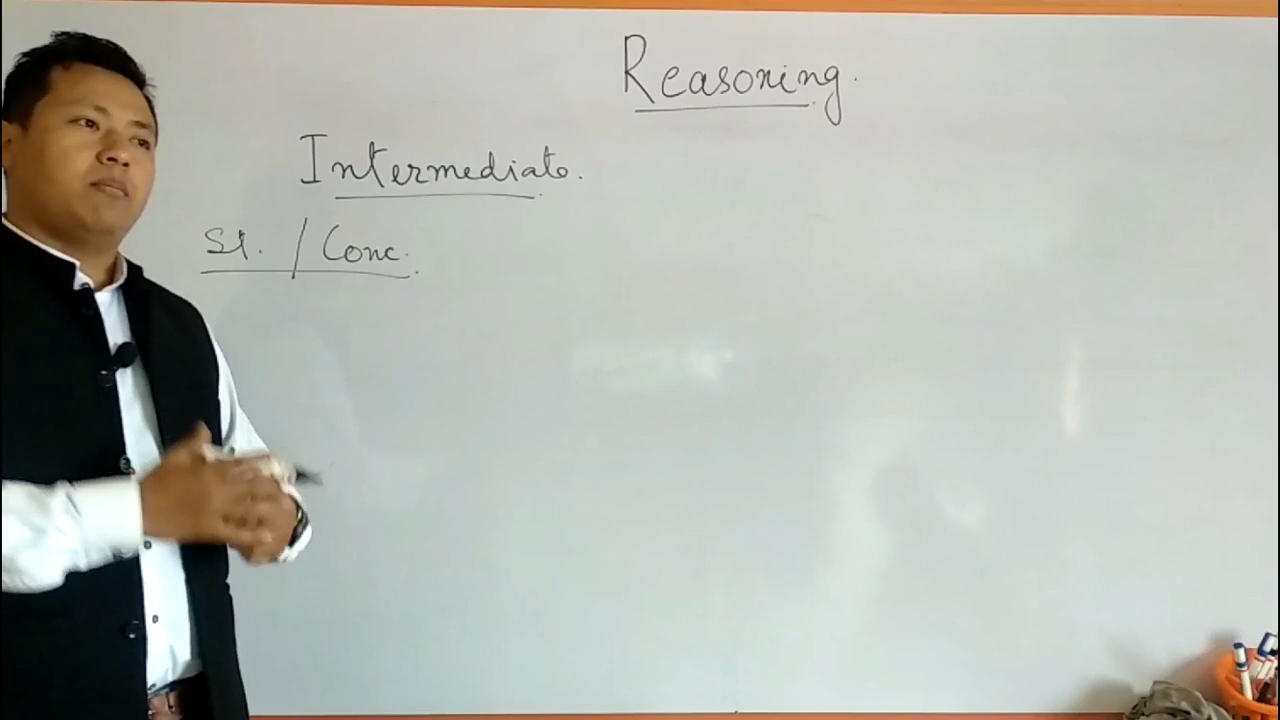 Reasoning.
Intermediate.
St. / Conc.